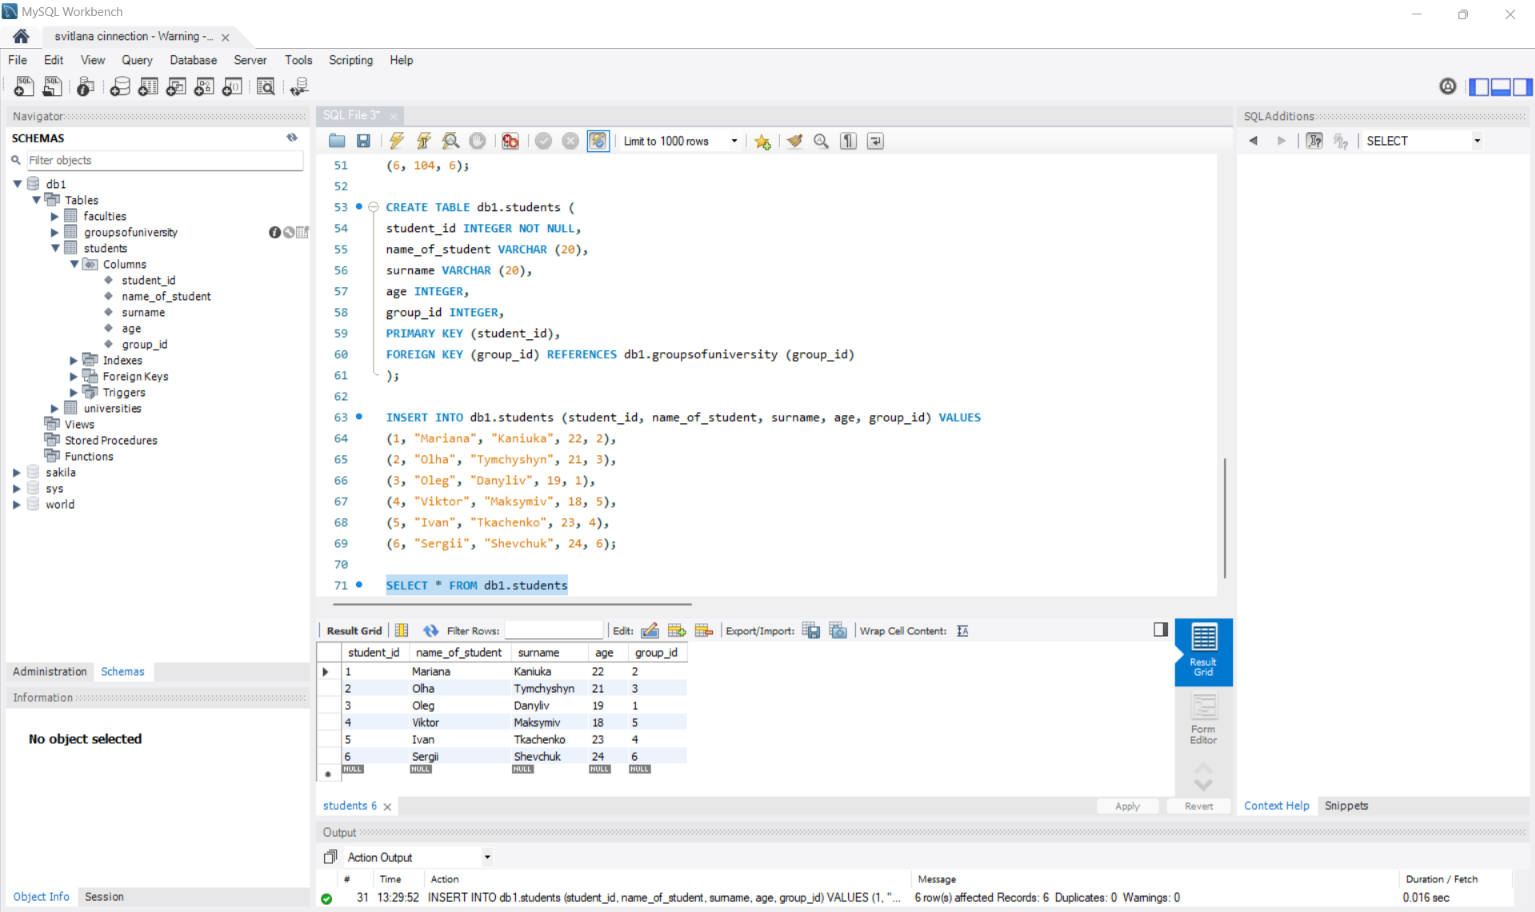 MySQL Workbench
svitlana cinnection - Warning -... x
File Edit View Query Database Server Tools Scripting Help
Navigator
SCHEMAS
Filter objects
db1
Tables
faculties
groupsofuniversity
students
Columns
student_id
name_of_student
surname
age
group_id
Indexes
Foreign Keys
Triggers
universities
Views
Stored Procedures
Functions
sakila
sys
world
Administration Schemas
Information
No object selected
Object Info Session
SQL File 3* x
Limit to 1000 rows
51 (6, 104, 6);
52
53 CREATE TABLE db1.students (
54 student_id INTEGER NOT NULL,
55 name_of_student VARCHAR (20),
56 surname VARCHAR (20),
57 age INTEGER,
58 group_id INTEGER,
59 PRIMARY KEY (student_id),
60 FOREIGN KEY (group_id) REFERENCES db1.groupsofuniversity (group_id)
61 );
62
63 INSERT INTO db1.students (student_id, name_of_student, surname, age, group_id) VALUES
64 (1, "Mariana", "Kaniuka", 22, 2),
65 (2, "Olha", "Tymchyshyn", 21, 3),
66 (3, "Oleg", "Danyliv", 19, 1),
67 (4, "Viktor", "Maksymiv", 18, 5),
68 (5, "Ivan", "Tkachenko", 23, 4),
69 (6, "Sergii", "Shevchuk", 24, 6);
70
71 SELECT * FROM db1.students
Result Grid Filter Rows: Edit: Export/Import: Wrap Cell Content:
student_id name_of_student surname age group_id
1 Mariana Kaniuka 22 2
2 Olha Tymchyshyn 21 3
3 Oleg Danyliv 19 1
4 Viktor Maksymiv 18 5
5 Ivan Tkachenko 23 4
6 Sergii Shevchuk 24 6
NULL NULL NULL NULL NULL
Result
Grid
Form
Editor
students 6 x
Apply Revert
Output
Action Output
# Time Action Message Duration / Fetch
31 13:29:52 INSERT INTO db1.students (student_id, name_of_student, surname, age, group_id) VALUES (1, "... 6 row(s) affected Records: 6 Duplicates: 0 Warnings: 0 0.016 sec
SQLAdditions
SELECT
Context Help Snippets